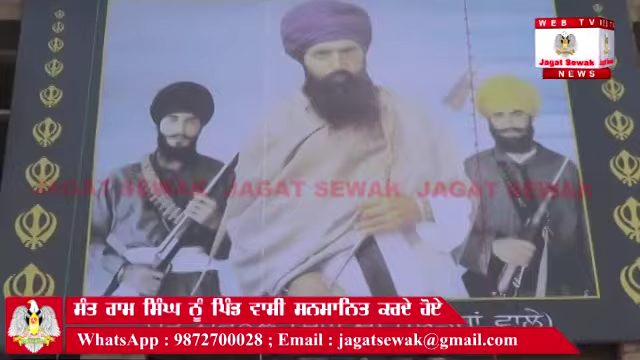 WEB TV
Jagat Sewak
NEWS
JAGAT SEWAK JAGAT SEWAK JAGAT SEWAK
ਸੰਤ ਰਾਮ ਸਿੰਘ ਨੂੰ ਪਿੰਡ ਵਾਸੀ ਸਨਮਾਨਿਤ ਕਰਦੇ ਹੋਏ
ਵਾਲੇ)
WhatsApp : 9872700028 ; Email : jagatsewak@gmail.com